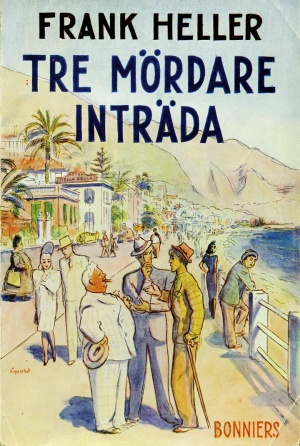 FRANK HELLER
TRE MÖRDARE
INTRÄDA
BONNIERS